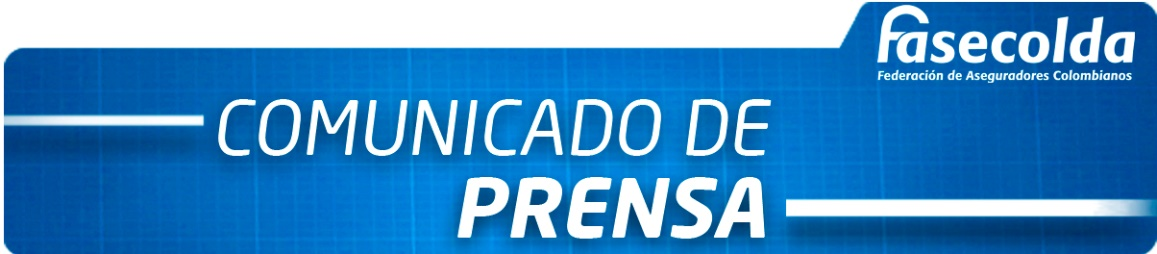 fasecolda
Federación de Aseguradores Colombianos
COMUNICADO DE
PRENSA